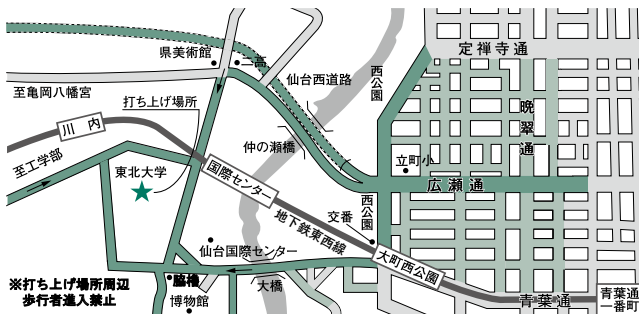 定禅寺通
県美術館
二高
仙台西道路
西公園
至亀岡八幡宮
打ち上げ場所
晩翠通
川内
仲の瀬橋
立町小
至工学部
東北大学
国際センター
広瀬通
西公園
交番
地下鉄東西線
仙台国際センター
大町西公園
脇櫓
大橋
※打ち上げ場所周辺
歩行者進入禁止
博物館
青葉通
青葉通
一番町